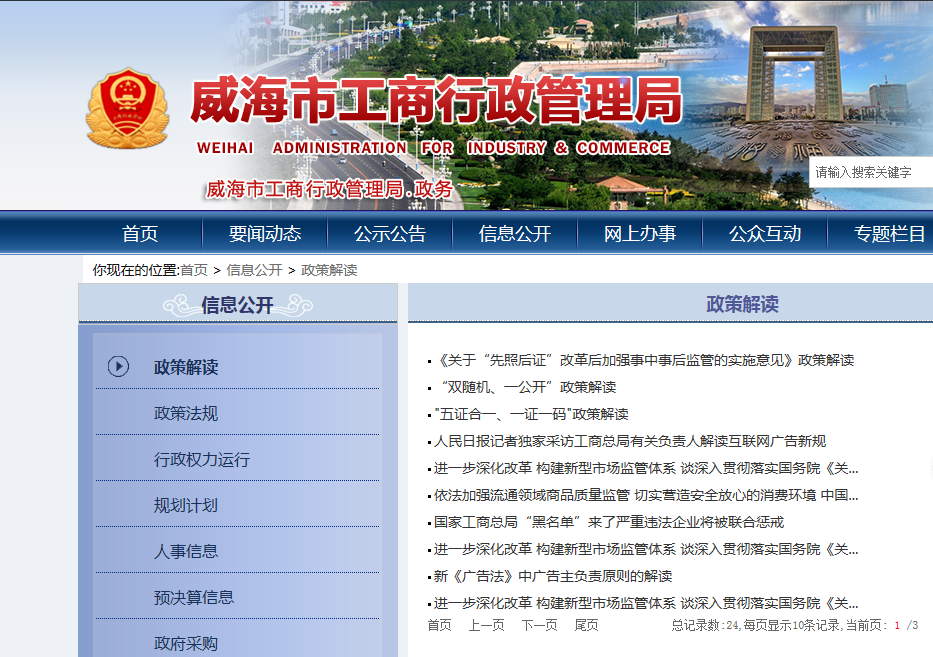 威海市工商行政管理局
WEIHAI ADMINISTRATION FOR INDUSTRY & COMMERCE
威海市工商行政管理局.政务
请输入搜索关键字
首页 要闻动态 公示公告 信息公开 网上办事 公众互动 专题栏目
你现在的位置:首页 > 信息公开 > 政策解读
信息公开
政策解读
政策法规
行政权力运行
规划计划
人事信息
预决算信息
政府采购
政策解读
《关于“先照后证”改革后加强事中事后监管的实施意见》政策解读
“双随机、一公开”政策解读
"五证合一、一证一码"政策解读
人民日报记者独家采访工商总局有关负责人解读互联网广告新规
进一步深化改革 构建新型市场监管体系 谈深入贯彻落实国务院《关...
依法加强流通领域商品质量监管 切实营造安全放心的消费环境 中国...
国家工商总局“黑名单”来了严重违法企业将被联合惩戒
进一步深化改革 构建新型市场监管体系 谈深入贯彻落实国务院《关...
新《广告法》中广告主负责原则的解读
进一步深化改革 构建新型市场监管体系 谈深入贯彻落实国务院《关...
首页 上一页 下一页 尾页 总记录数:24,每页显示10条记录,当前页: 1 /3